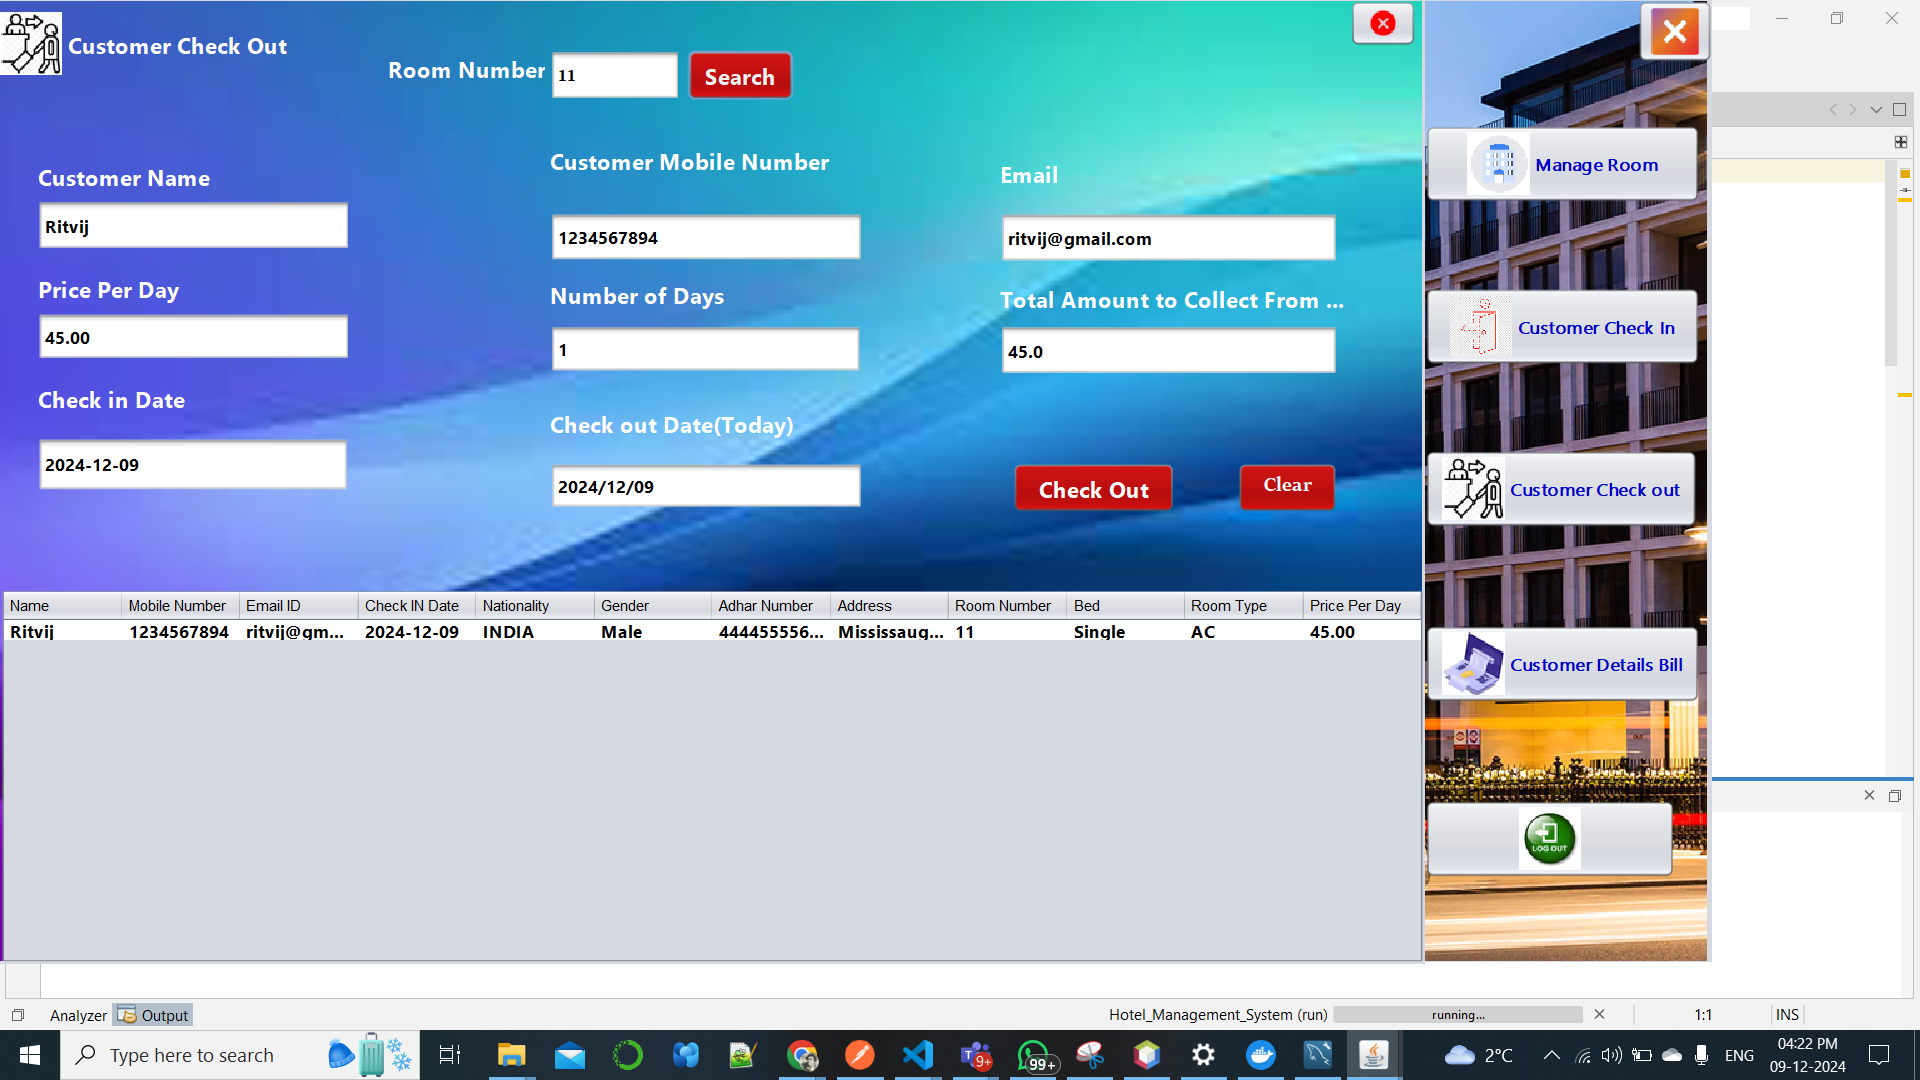 Customer Check Out
Room Number 11 Search
Customer Name
Ritvij
Customer Mobile Number
1234567894
Email
ritvij@gmail.com
Price Per Day
45.00
Number of Days
1
Total Amount to Collect From ...
45.0
Check in Date
2024-12-09
Check out Date(Today)
2024/12/09
Check Out
Clear
Name Mobile Number Email ID Check IN Date Nationality Gender Adhar Number Address Room Number Bed Room Type Price Per Day
Ritvij 1234567894 ritvij@gm... 2024-12-09 INDIA Male 444455556... Mississaug... 11 Single AC 45.00
Manage Room
Customer Check In
Customer Check out
Customer Details Bill
LOG OUT
Analyzer Output
Hotel_Management_System (run) running... 1:1 INS
Type here to search
9+
99+
2°C
ENG
04:22 PM
09-12-2024